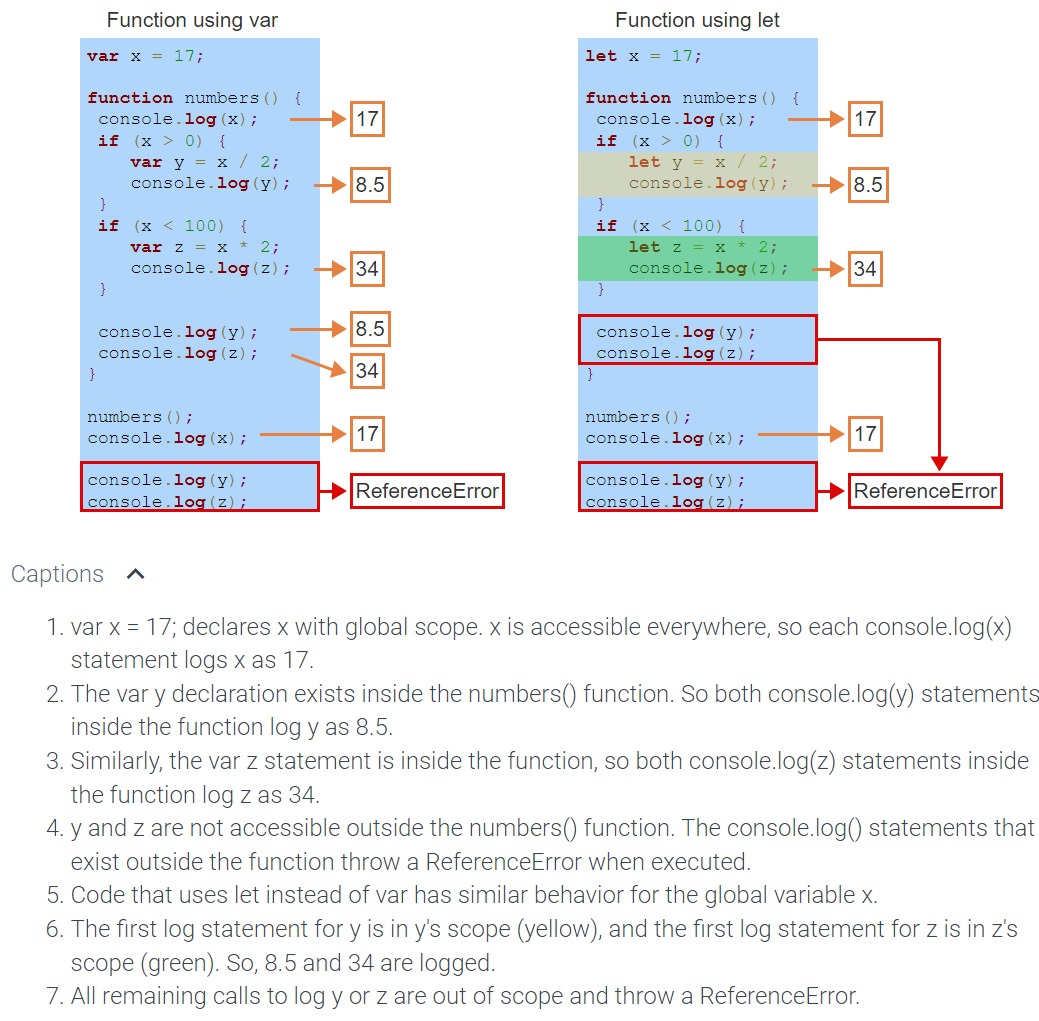 Function using var
var x = 17;
function numbers() {
console.log(x);
17
if (x > 0) {
var y = x / 2;
console.log(y);
8.5
}
if (x < 100) {
var z = x * 2;
console.log(z);
34
}
console.log(y);
8.5
console.log(z);
34
}
numbers();
console.log(x);
17
console.log(y);
console.log(z);
ReferenceError
Function using let
let x = 17;
function numbers() {
console.log(x);
17
if (x > 0) {
let y = x / 2;
console.log(y);
8.5
}
if (x < 100) {
let z = x * 2;
console.log(z);
34
}
console.log(y);
console.log(z);
}
numbers();
console.log(x);
17
console.log(y);
console.log(z);
ReferenceError
Captions
1. var x = 17; declares x with global scope. x is accessible everywhere, so each console.log(x)
statement logs x as 17.
2. The var y declaration exists inside the numbers() function. So both console.log(y) statements
inside the function log y as 8.5.
3. Similarly, the var z statement is inside the function, so both console.log(z) statements inside
the function log z as 34.
4. y and z are not accessible outside the numbers() function. The console.log() statements that
exist outside the function throw a ReferenceError when executed.
5. Code that uses let instead of var has similar behavior for the global variable x.
6. The first log statement for y is in y's scope (yellow), and the first log statement for z is in z's
scope (green). So, 8.5 and 34 are logged.
7. All remaining calls to log y or z are out of scope and throw a ReferenceError.